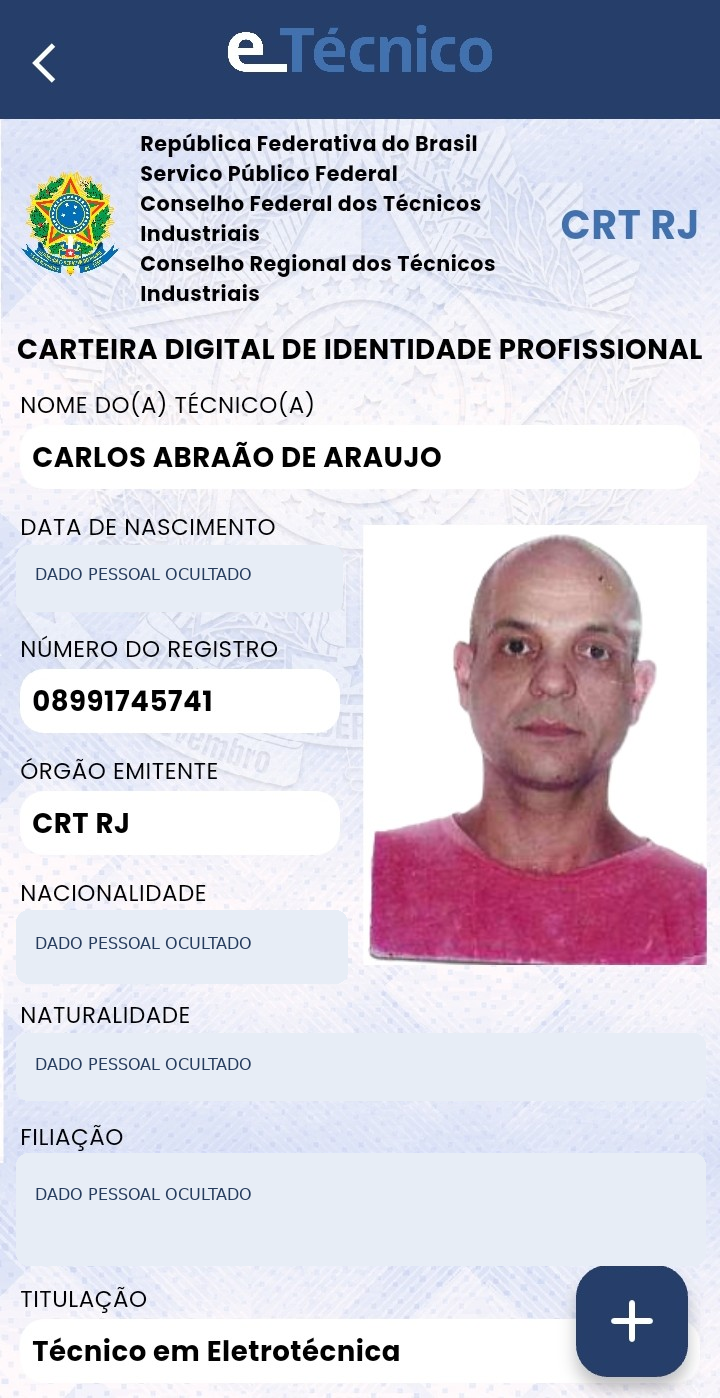 e_Técnico
República Federativa do Brasil
Servico Público Federal
Conselho Federal dos Técnicos
Industriais
Conselho Regional dos Técnicos
Industriais
CRT RJ
CARTEIRA DIGITAL DE IDENTIDADE PROFISSIONAL
NOME DO(A) TÉCNICO(A)
CARLOS ABRAÃO DE ARAUJO
DATA DE NASCIMENTO
DADO PESSOAL OCULTADO
NÚMERO DO REGISTRO
08991745741
ÓRGÃO EMITENTE
CRT RJ
NACIONALIDADE
DADO PESSOAL OCULTADO
NATURALIDADE
DADO PESSOAL OCULTADO
FILIAÇÃO
DADO PESSOAL OCULTADO
TITULAÇÃO
Técnico em Eletrotécnica